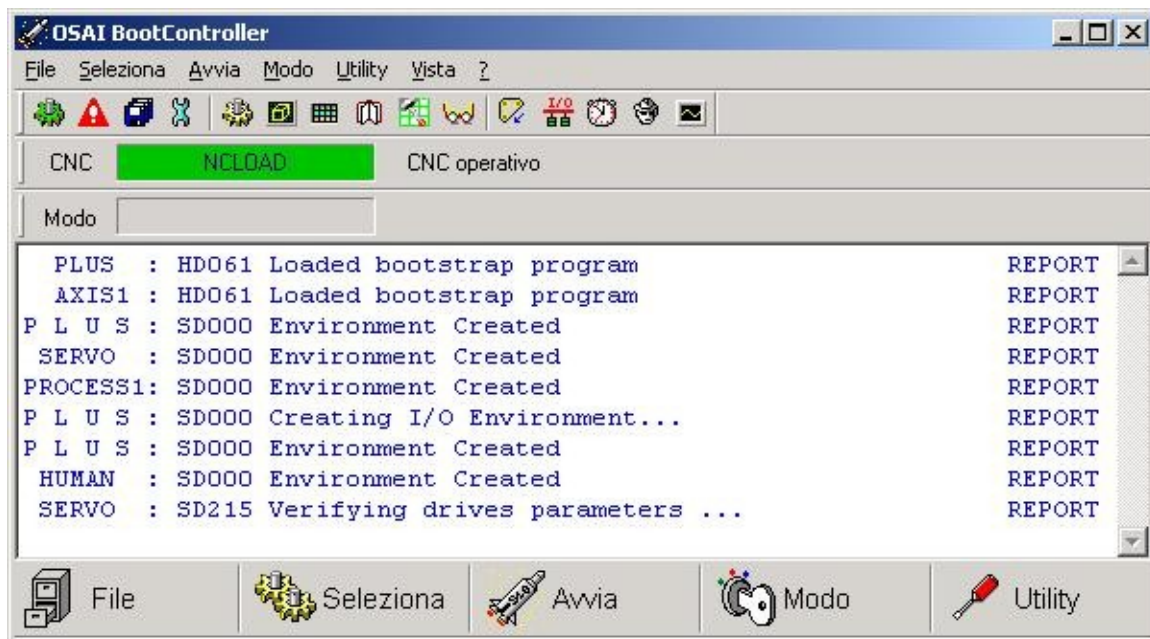 OSAI BootController
File Seleziona Avvia Modo Utility Vista ?
I/O
CNC NCLOAD CNC operativo
Modo
PLUS : HD061 Loaded bootstrap program REPORT
AXIS1 : HD061 Loaded bootstrap program REPORT
P L U S : SD000 Environment Created REPORT
SERVO : SD000 Environment Created REPORT
PROCESS1: SD000 Environment Created REPORT
P L U S : SD000 Creating I/O Environment... REPORT
P L U S : SD000 Environment Created REPORT
HUMAN : SD000 Environment Created REPORT
SERVO : SD215 Verifying drives parameters ... REPORT
File Seleziona Avvia Modo Utility